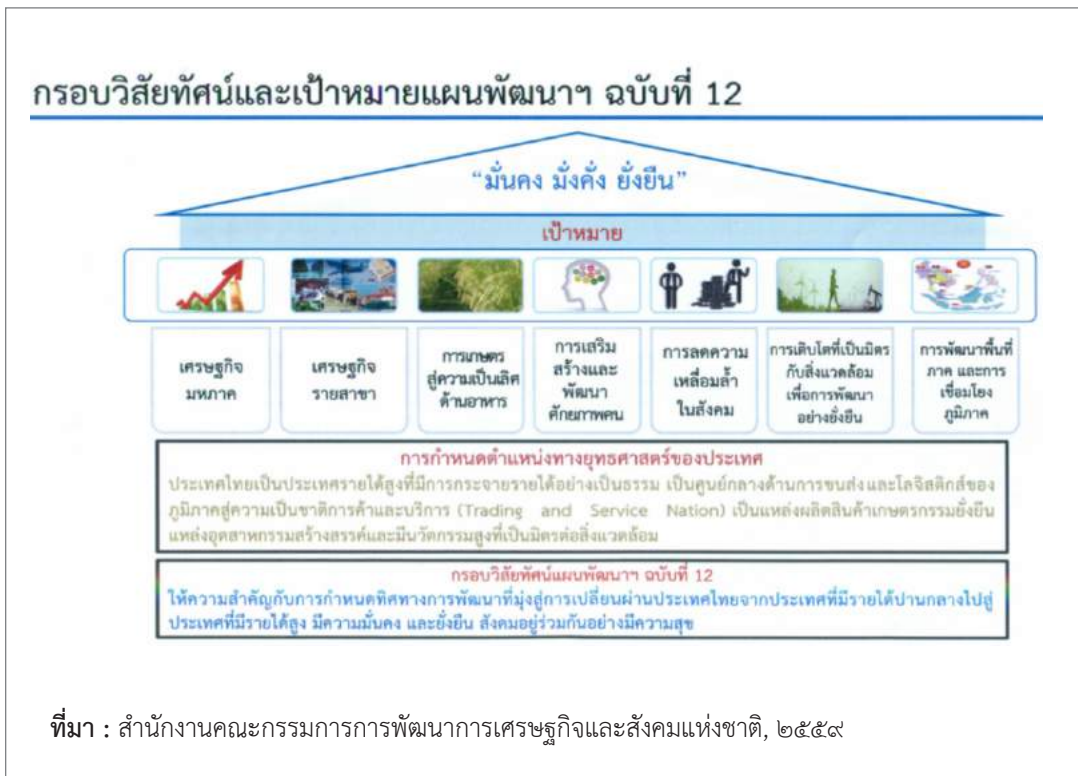 กรอบวิสัยทัศน์และเป้าหมายแผนพัฒนาฯ ฉบับที่ 12
“มั่นคง มั่งคั่ง ยั่งยืน”
เป้าหมาย
เศรษฐกิจ
มหภาค
เศรษฐกิจ
รายสาขา
การเกษตร
สู่ความเป็นเลิศ
ด้านอาหาร
การเสริม
สร้างและ
พัฒนา
ศักยภาพคน
การลดความ
เหลื่อมล้ำ
ในสังคม
การเติบโตที่เป็นมิตร
กับสิ่งแวดล้อม
เพื่อการพัฒนา
อย่างยั่งยืน
การพัฒนาพื้นที่
ภาค และการ
เชื่อมโยง
ภูมิภาค
การกำหนดตำแหน่งทางยุทธศาสตร์ของประเทศ
ประเทศไทยเป็นประเทศรายได้สูงที่มีการกระจายรายได้อย่างเป็นธรรม เป็นศูนย์กลางด้านการขนส่งและโลจิสติกส์ของ
ภูมิภาคสู่ความเป็นชาติการค้าและบริการ (Trading and Service Nation) เป็นแหล่งผลิตสินค้าเกษตรกรรมยั่งยืน
แหล่งอุตสาหกรรมสร้างสรรค์และมีนวัตกรรมสูงที่เป็นมิตรต่อสิ่งแวดล้อม
กรอบวิสัยทัศน์แผนพัฒนาฯ ฉบับที่ 12
ให้ความสำคัญกับการกำหนดทิศทางการพัฒนาที่มุ่งสู่การเปลี่ยนผ่านประเทศไทยจากประเทศที่มีรายได้ปานกลางไปสู่
ประเทศที่มีรายได้สูง มีความมั่นคง และยั่งยืน สังคมอยู่ร่วมกันอย่างมีความสุข
ที่มา : สำนักงานคณะกรรมการการพัฒนาการเศรษฐกิจและสังคมแห่งชาติ, ๒๕๕๙